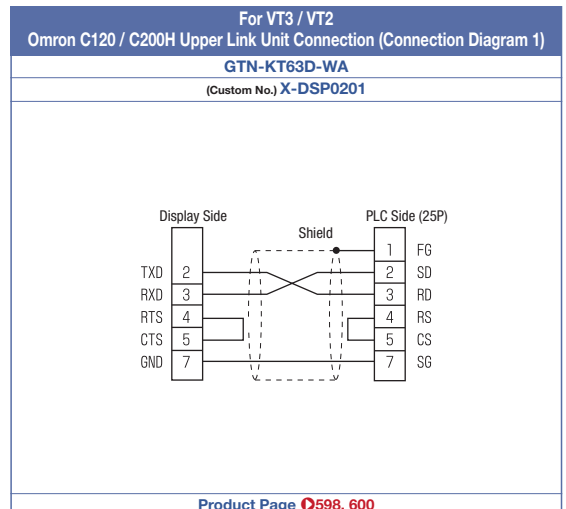 For VT3 / VT2
Omron C120 / C200H Upper Link Unit Connection (Connection Diagram 1)
GTN-KT63D-WA
(Custom No.) X-DSP0201
Display Side
PLC Side (25P)
Shield
1 FG
TXD 2
2 SD
RXD 3
3 RD
RTS 4
4 RS
CTS 5
5 CS
GND 7
7 SG
Product Page 598, 600